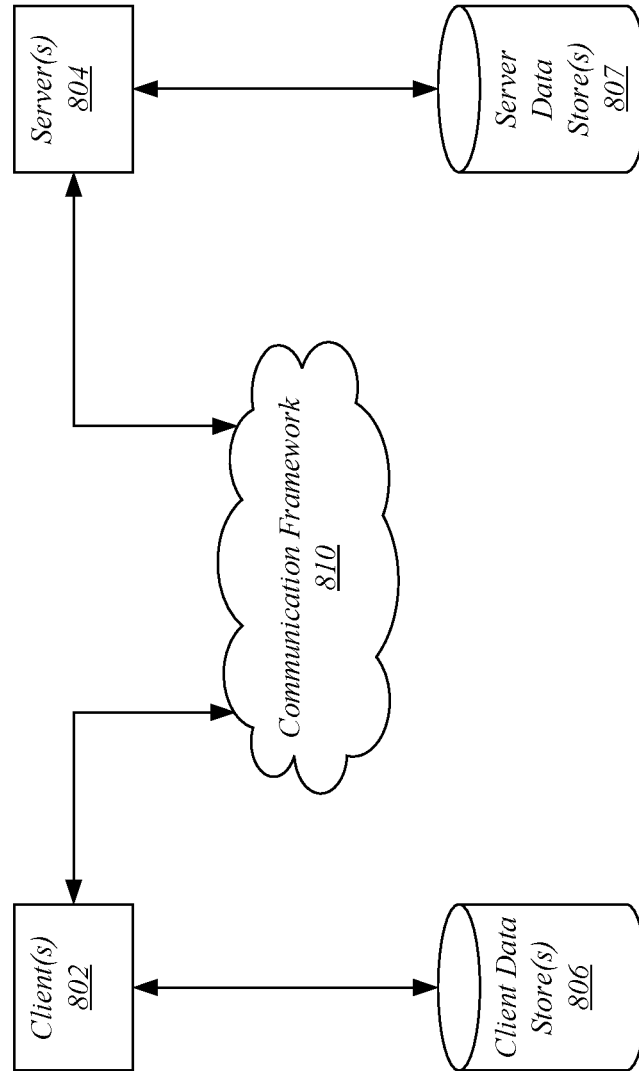 Client(s)
802
Server(s)
804
Communication Framework
810
Client Data
Store(s)
806
Server
Data
Store(s)
807